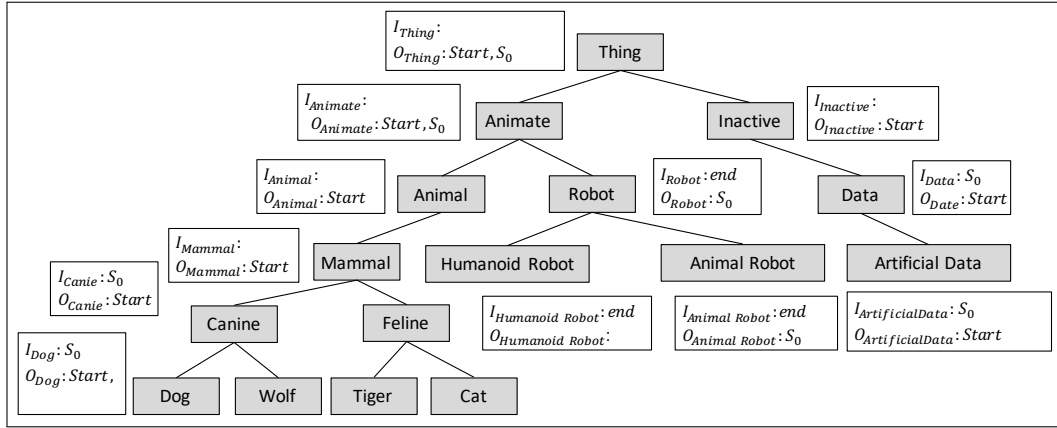 I_Thing:
O_Thing: Start, S_0
Thing
I_Animate:
O_Animate: Start, S_0
Animate
Inactive
I_Inactive:
O_Inactive: Start
I_Animal:
O_Animal: Start
Animal
Robot
I_Robot: end
O_Robot: S_0
Data
I_Data: S_0
O_Date: Start
I_Mammal:
O_Mammal: Start
Mammal
Humanoid Robot
Animal Robot
Artificial Data
I_Canie: S_0
O_Canie: Start
Canine
Feline
I_Humanoid Robot: end
O_Humanoid Robot:
I_Animal Robot: end
O_Animal Robot: S_0
I_ArtificialData: S_0
O_ArtificialData: Start
I_Dog: S_0
O_Dog: Start,
Dog
Wolf
Tiger
Cat